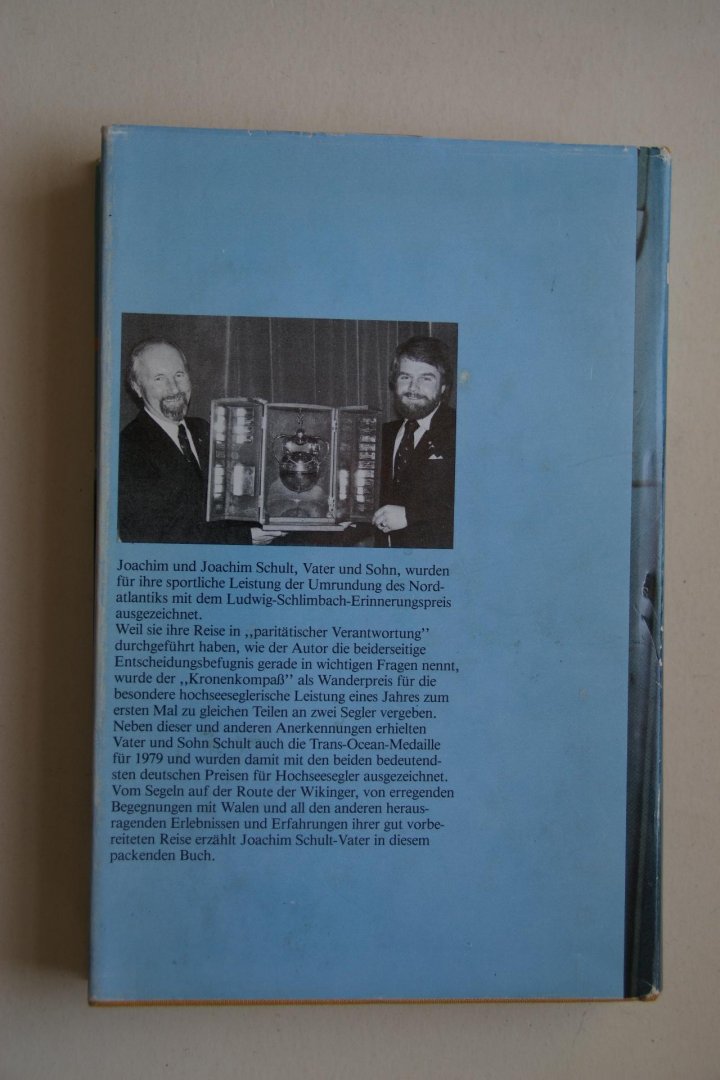 Joachim und Joachim Schult, Vater und Sohn, wurden
für ihre sportliche Leistung der Umrundung des Nord-
atlantiks mit dem Ludwig-Schlimbach-Erinnerungspreis
ausgezeichnet.
Weil sie ihre Reise in ,,paritätischer Verantwortung"
durchgeführt haben, wie der Autor die beiderseitige
Entscheidungsbefugnis gerade in wichtigen Fragen nennt,
wurde der ,,Kronenkompaß" als Wanderpreis für die
besondere hochseeseglerische Leistung eines Jahres zum
ersten Mal zu gleichen Teilen an zwei Segler vergeben.
Neben dieser und anderen Anerkennungen erhielten
Vater und Sohn Schult auch die Trans-Ocean-Medaille
für 1979 und wurden damit mit den beiden bedeutend-
sten deutschen Preisen für Hochseesegler ausgezeichnet.
Vom Segeln auf der Route der Wikinger, von erregenden
Begegnungen mit Walen und all den anderen heraus-
ragenden Erlebnissen und Erfahrungen ihrer gut vorbe-
reiteten Reise erzählt Joachim Schult-Vater in diesem
packenden Buch.